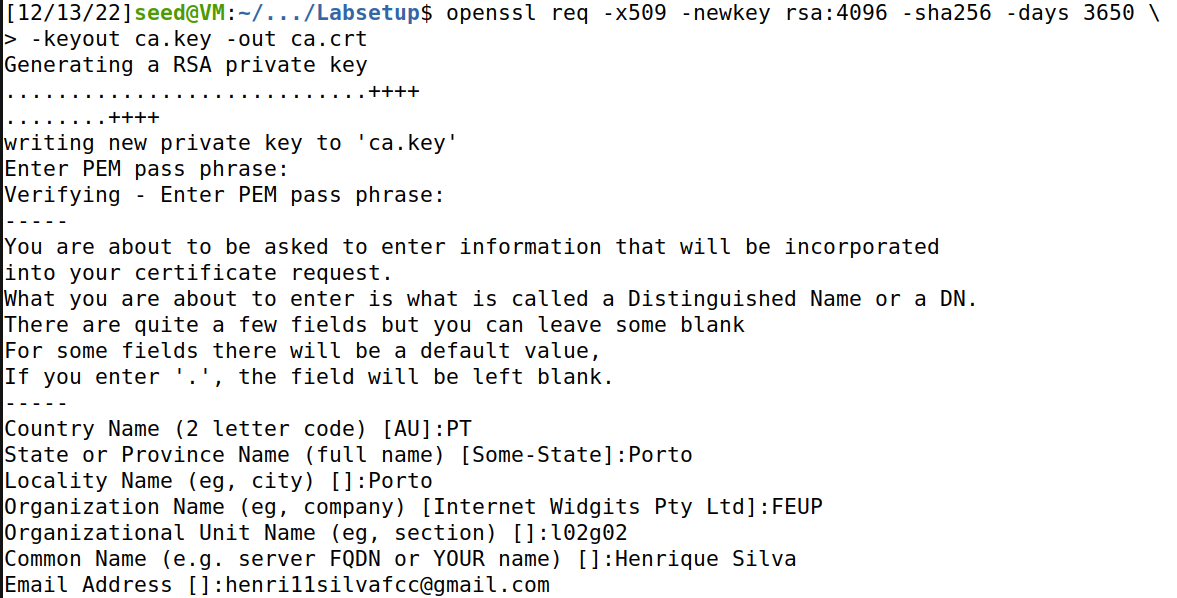 [12/13/22]seed@VM:~/.../Labsetup$ openssl req -x509 -newkey rsa:4096 -sha256 -days 3650 \
> -keyout ca.key -out ca.crt
Generating a RSA private key
............................++++
........++++
writing new private key to 'ca.key'
Enter PEM pass phrase:
Verifying - Enter PEM pass phrase:
-----
You are about to be asked to enter information that will be incorporated
into your certificate request.
What you are about to enter is what is called a Distinguished Name or a DN.
There are quite a few fields but you can leave some blank
For some fields there will be a default value,
If you enter '.', the field will be left blank.
-----
Country Name (2 letter code) [AU]:PT
State or Province Name (full name) [Some-State]:Porto
Locality Name (eg, city) []:Porto
Organization Name (eg, company) [Internet Widgits Pty Ltd]:FEUP
Organizational Unit Name (eg, section) []:l02g02
Common Name (e.g. server FQDN or YOUR name) []:Henrique Silva
Email Address []:henri11silvafcc@gmail.com